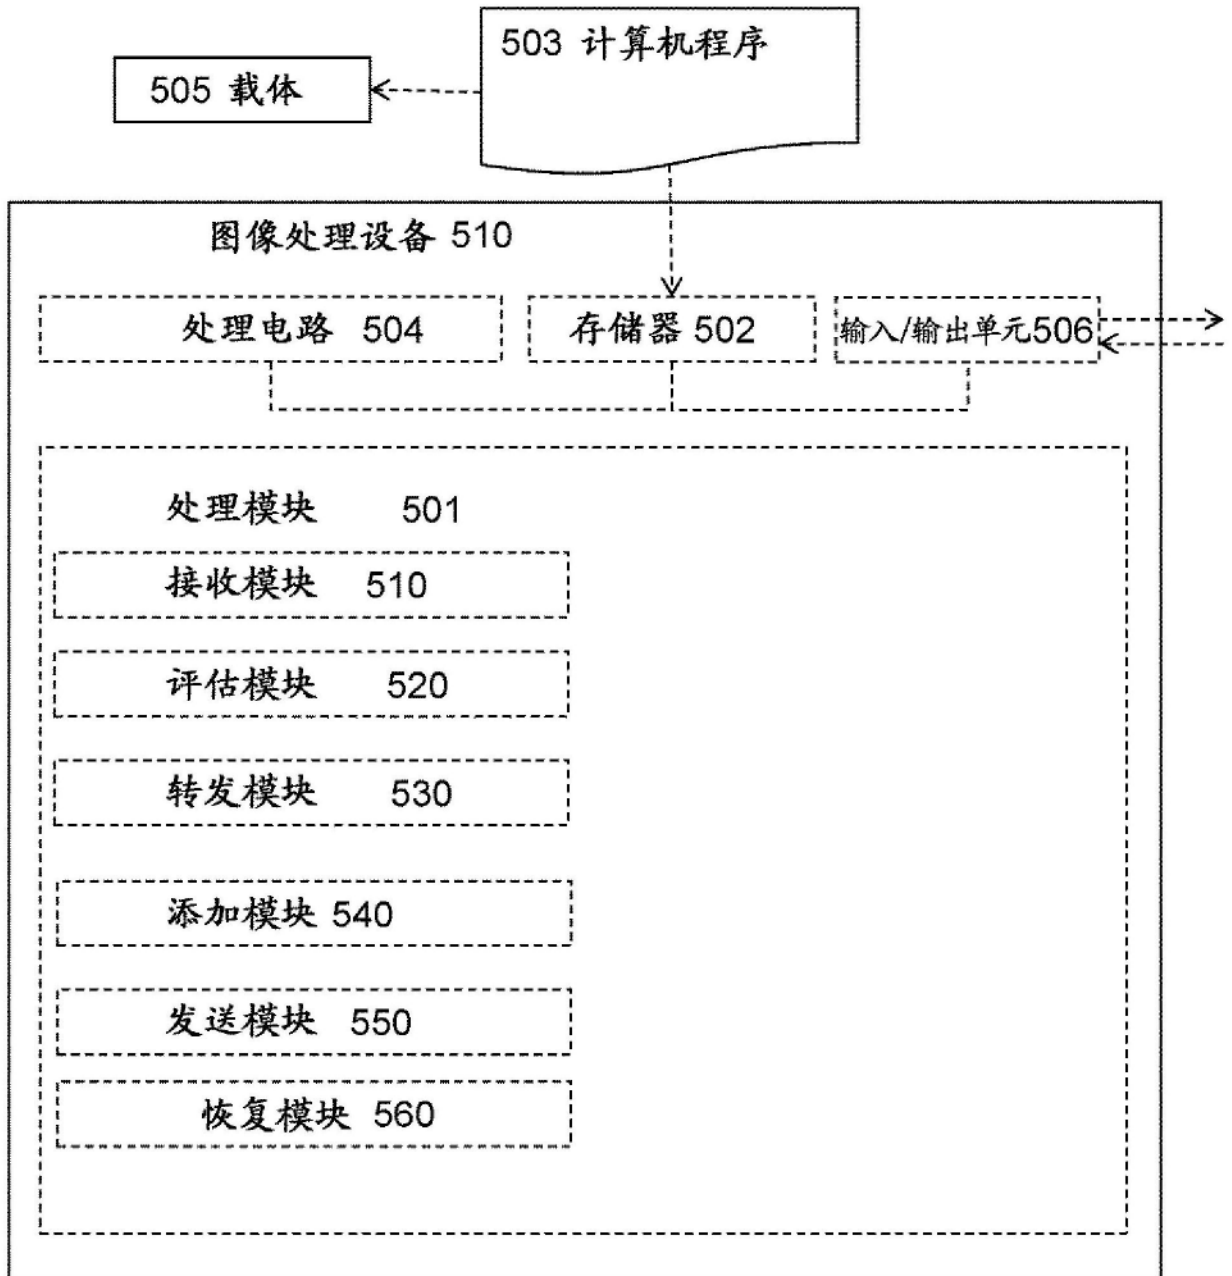 503 计算机程序
505 载体
图像处理设备 510
处理电路 504
存储器 502
输入/输出单元506
处理模块 501
接收模块 510
评估模块 520
转发模块 530
添加模块 540
发送模块 550
恢复模块 560